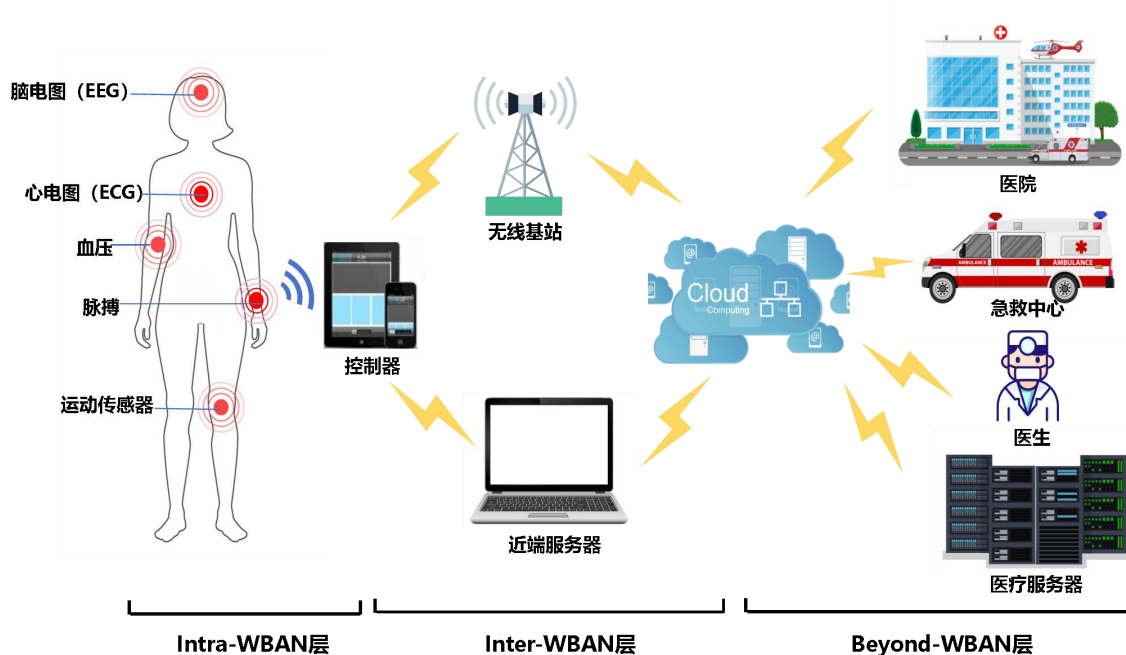 脑电图（EEG）
心电图（ECG）
血压
脉搏
运动传感器
控制器
无线基站
近端服务器
Cloud
Computing
医院
AMBULANCE
AMBULANCE
急救中心
医生
医疗服务器
Intra-WBAN层
Inter-WBAN层
Beyond-WBAN层